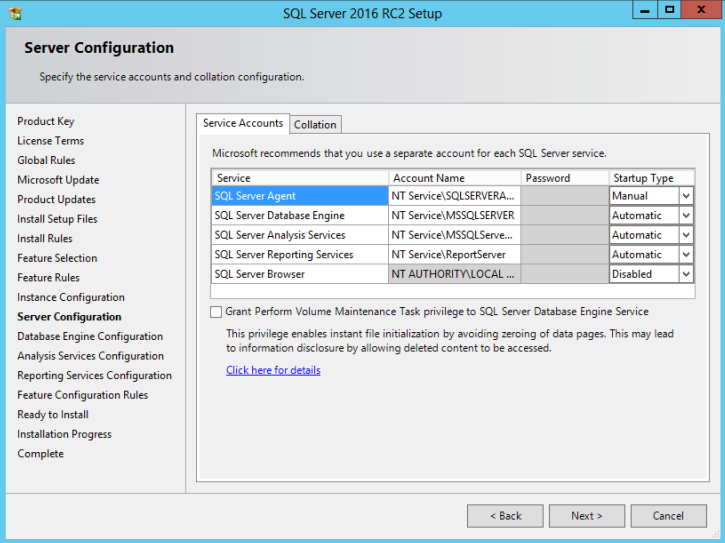 SQL Server 2016 RC2 Setup
Server Configuration
Specify the service accounts and collation configuration.
Product Key
License Terms
Global Rules
Microsoft Update
Product Updates
Install Setup Files
Install Rules
Feature Selection
Feature Rules
Instance Configuration
Server Configuration
Database Engine Configuration
Analysis Services Configuration
Reporting Services Configuration
Feature Configuration Rules
Ready to Install
Installation Progress
Complete
Service Accounts Collation
Microsoft recommends that you use a separate account for each SQL Server service.
Service Account Name Password Startup Type
SQL Server Agent NT Service\SQLSERVERA... Manual
SQL Server Database Engine NT Service\MSSQLSERVER Automatic
SQL Server Analysis Services NT Service\MSSQLServe... Automatic
SQL Server Reporting Services NT Service\ReportServer Automatic
SQL Server Browser NT AUTHORITY\LOCAL ... Disabled
Grant Perform Volume Maintenance Task privilege to SQL Server Database Engine Service
This privilege enables instant file initialization by avoiding zeroing of data pages. This may lead
to information disclosure by allowing deleted content to be accessed.
Click here for details
< Back Next > Cancel